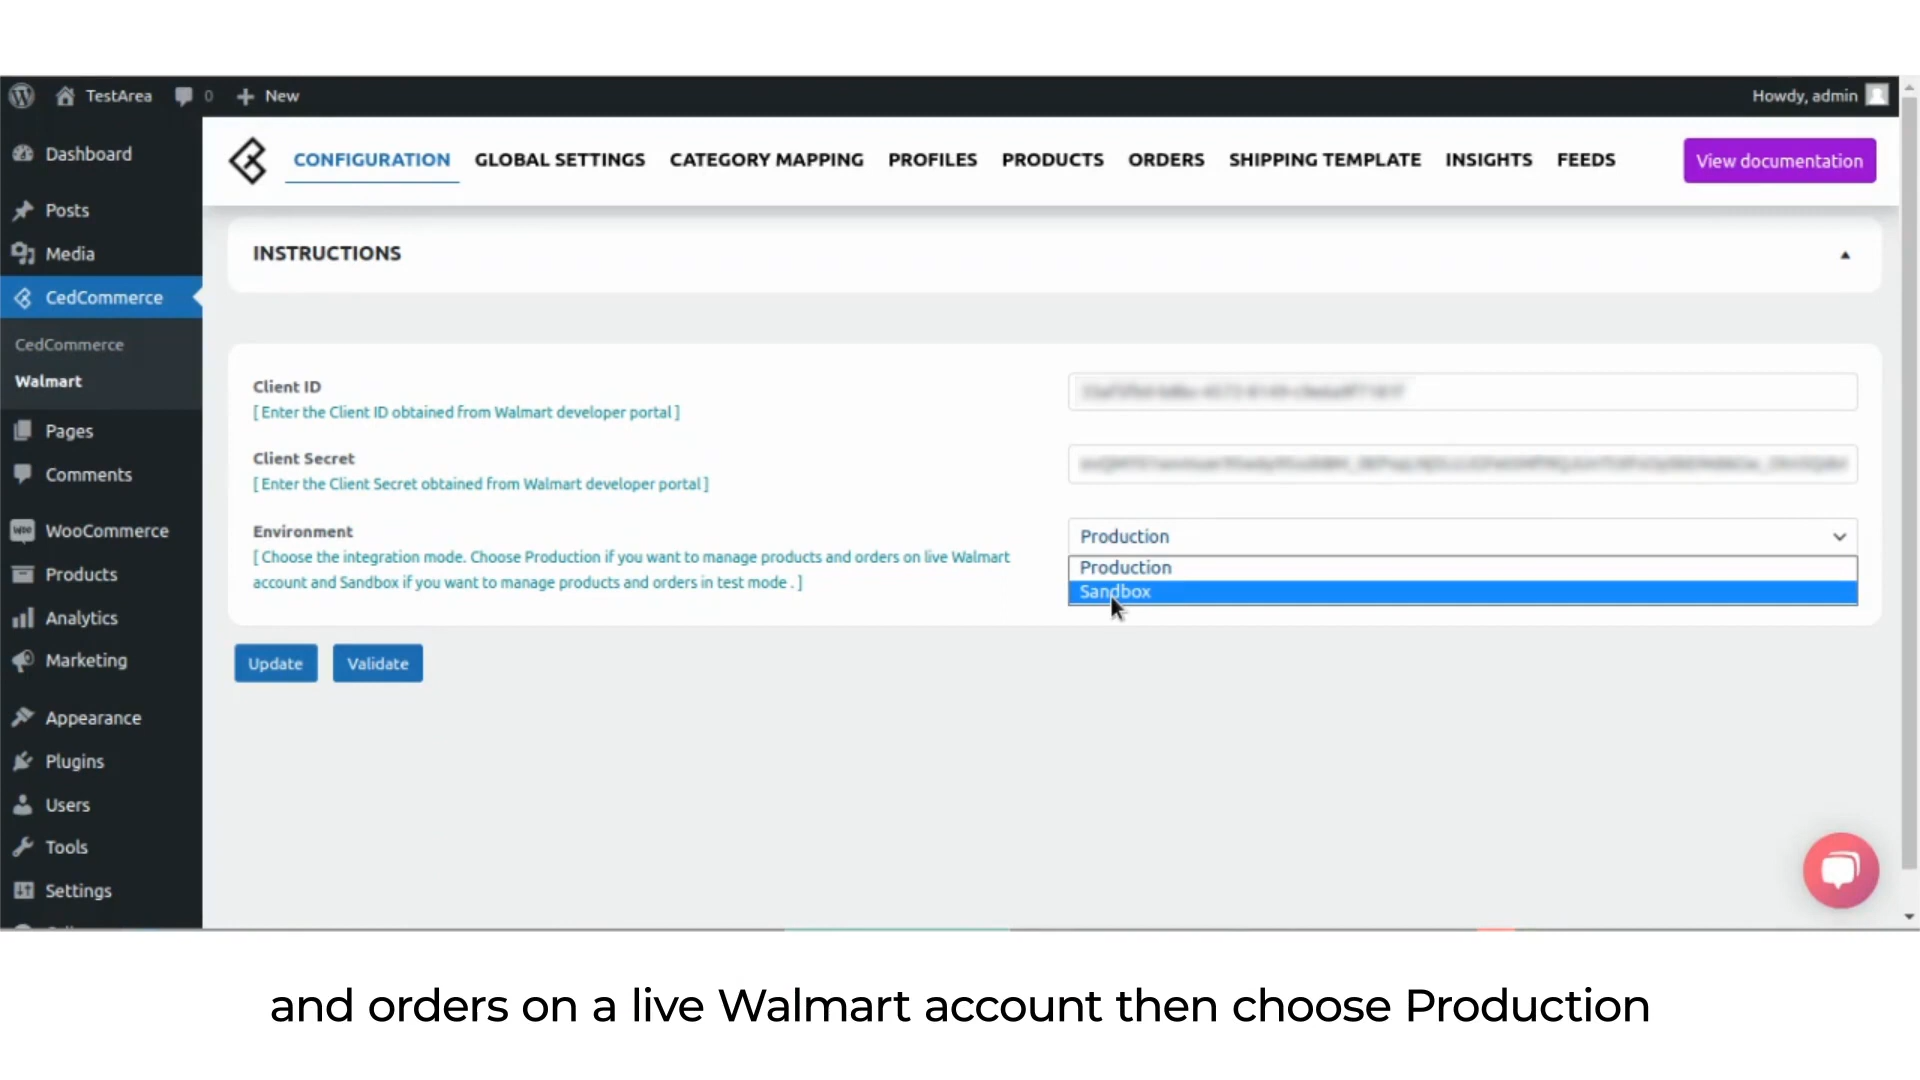 TestArea
0
New
Howdy, admin
Dashboard
Posts
Media
CedCommerce
CedCommerce
Walmart
Pages
Comments
WooCommerce
Products
Analytics
Marketing
Appearance
Plugins
Users
Tools
Settings
CONFIGURATION
GLOBAL SETTINGS
CATEGORY MAPPING
PROFILES
PRODUCTS
ORDERS
SHIPPING TEMPLATE
INSIGHTS
FEEDS
View documentation
INSTRUCTIONS
Client ID
[ Enter the Client ID obtained from Walmart developer portal ]
Client Secret
[ Enter the Client Secret obtained from Walmart developer portal ]
Environment
[ Choose the integration mode. Choose Production if you want to manage products and orders on live Walmart
account and Sandbox if you want to manage products and orders in test mode . ]
Production
Production
Sandbox
Update
Validate
and orders on a live Walmart account then choose Production